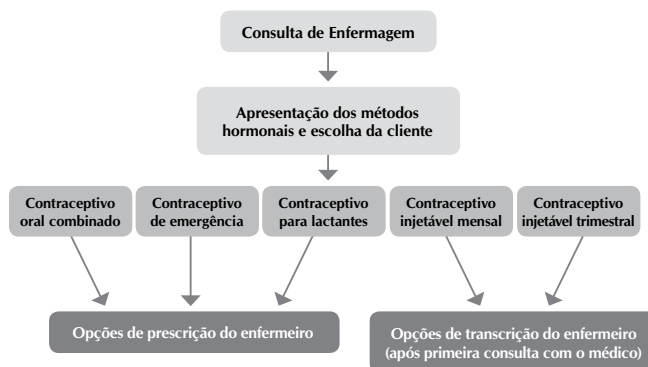 Consulta de Enfermagem
Apresentação dos métodos
hormonais e escolha da cliente
Contraceptivo
oral combinado
Contraceptivo
de emergência
Contraceptivo
para lactantes
Contraceptivo
injetável mensal
Contraceptivo
injetável trimestral
Opções de prescrição do enfermeiro
Opções de transcrição do enfermeiro
(após primeira consulta com o médico)